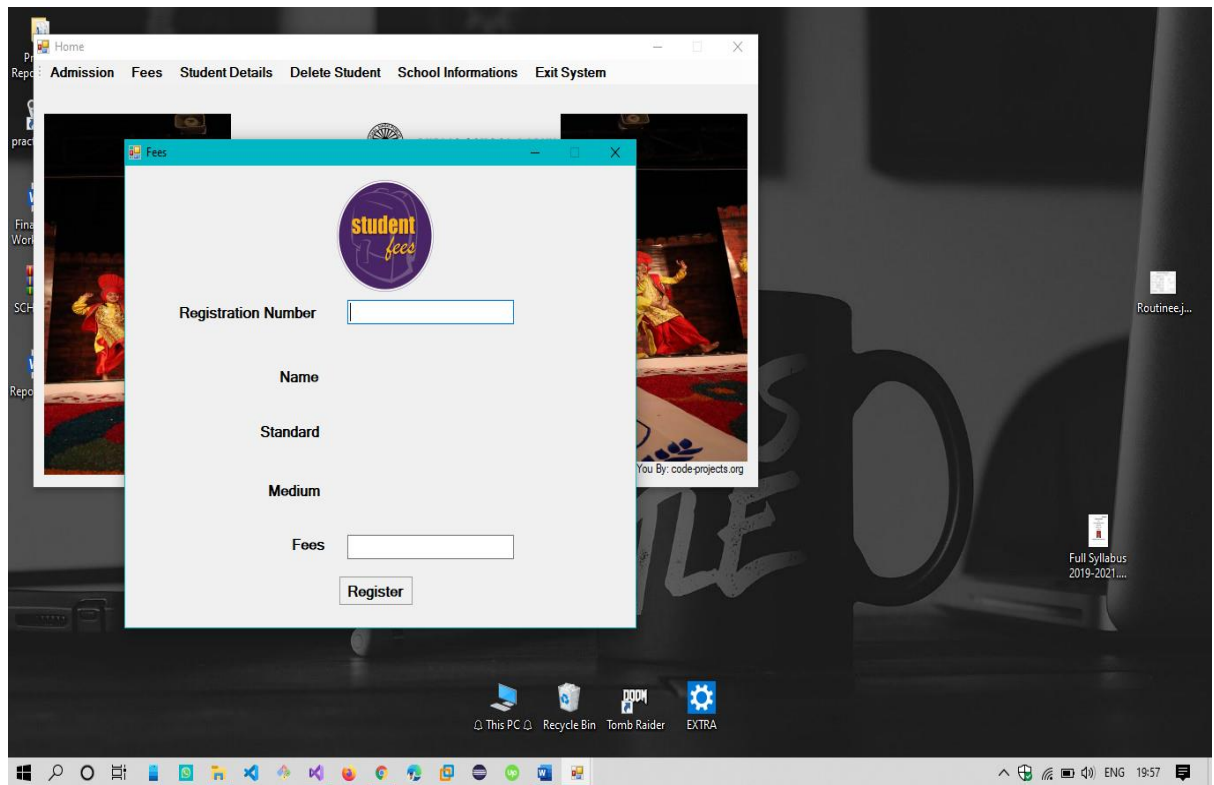 Home
Admission Fees Student Details Delete Student School Informations Exit System
Fees
student
fees
Registration Number
Name
Standard
Medium
Fees
Register
You By: code-projects.org
Routinee.j...
Full Syllabus
2019-2021....
This PC
Recycle Bin
DOOM
Tomb Raider
EXTRA
ENG 19:57